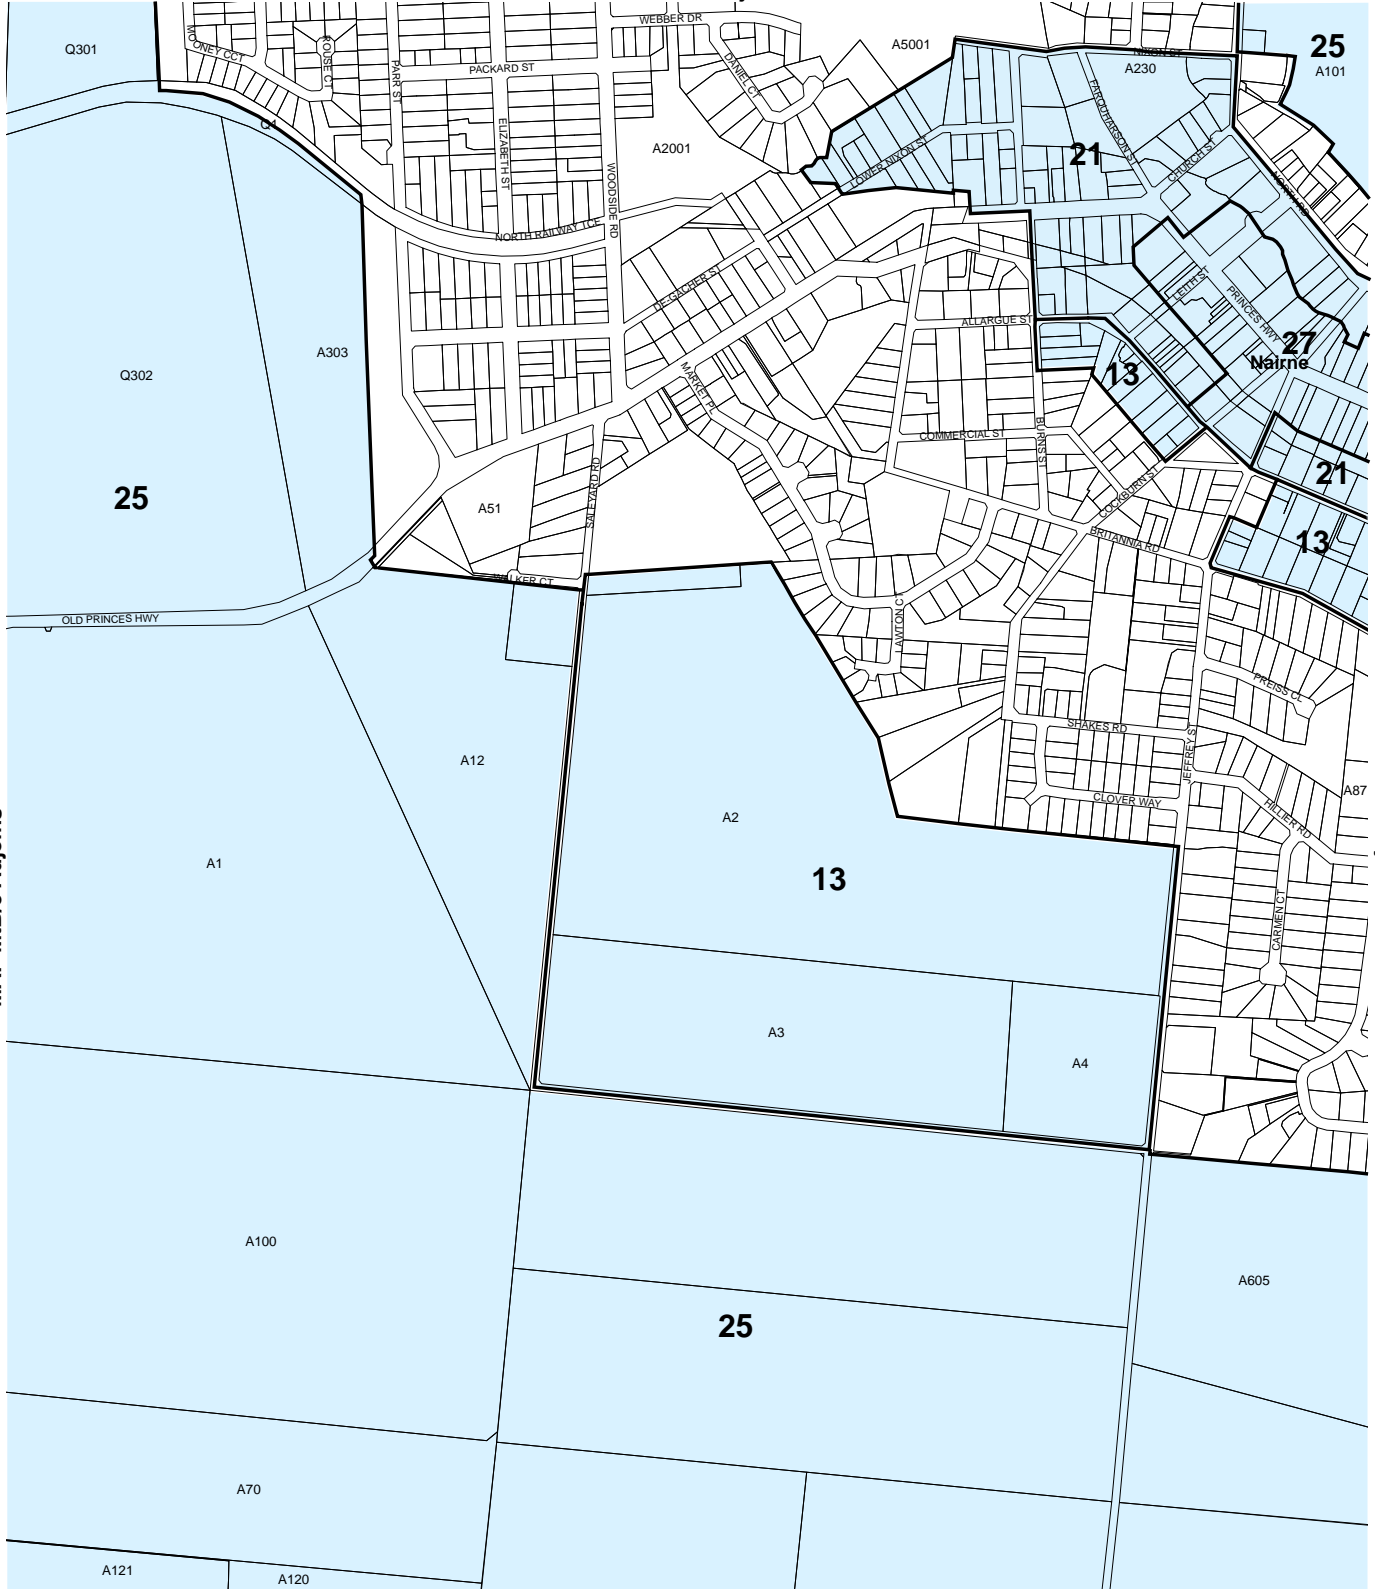 WEBBER DR
Q301
MOONEY CCT
ROUSE CT
PARR ST
PACKARD ST
DANIEL CT
A5001
NIXON ST
25
A101
A230
FARQUHARSON ST
Q1
ELIZABETH ST
A2001
WOODSIDE RD
LOWER NIXON ST
21
CHURCH ST
NORTH RD
NORTH RAILWAY TCE
DE-GACHER ST
LEITH ST
PRINCES HWY
ALLARGUE ST
27
Nairne
A303
Q302
MARKET PL
13
COMMERCIAL ST
BURNS ST
25
SALEYARD RD
A51
COCKBURN ST
21
BRITANNIA RD
13
WALKER CT
OLD PRINCES HWY
LAWTON CT
PREISS CL
SHAKES RD
JEFFREY ST
A12
A2
CLOVER WAY
A87
HILLIER RD
A1
13
CARMEN CT
A3
A4
A100
A605
25
A70
A121
A120